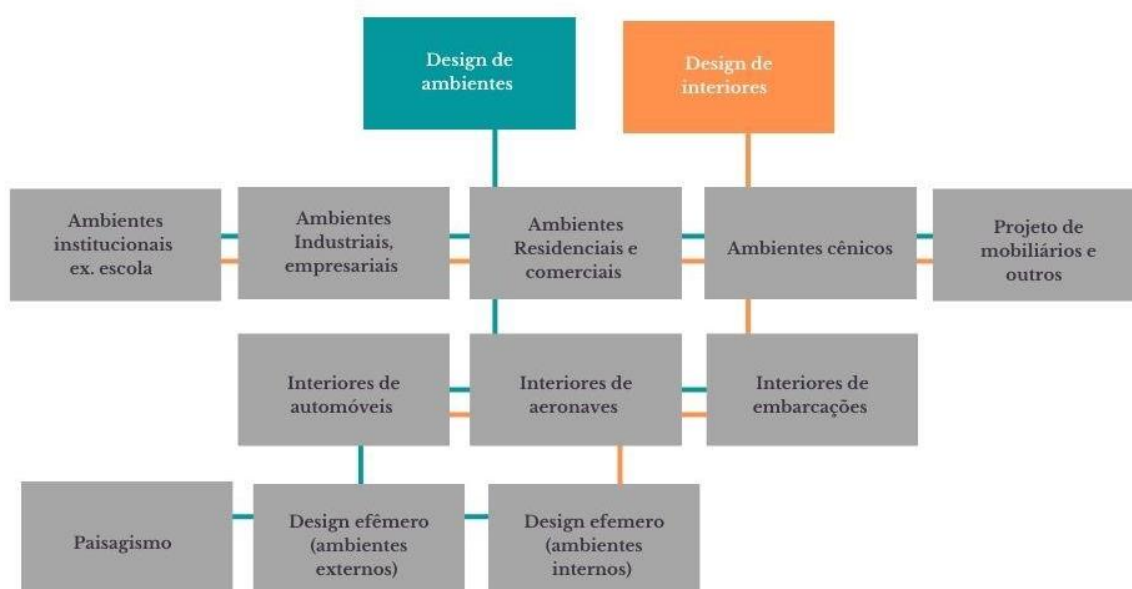 Design de
ambientes
Design de
interiores
Ambientes
institucionais
ex. escola
Ambientes
Industriais,
empresariais
Ambientes
Residenciais e
comerciais
Ambientes cênicos
Projeto de
mobiliários e
outros
Interiores de
automóveis
Interiores de
aeronaves
Interiores de
embarcações
Paisagismo
Design efêmero
(ambientes
externos)
Design efemero
(ambientes
internos)